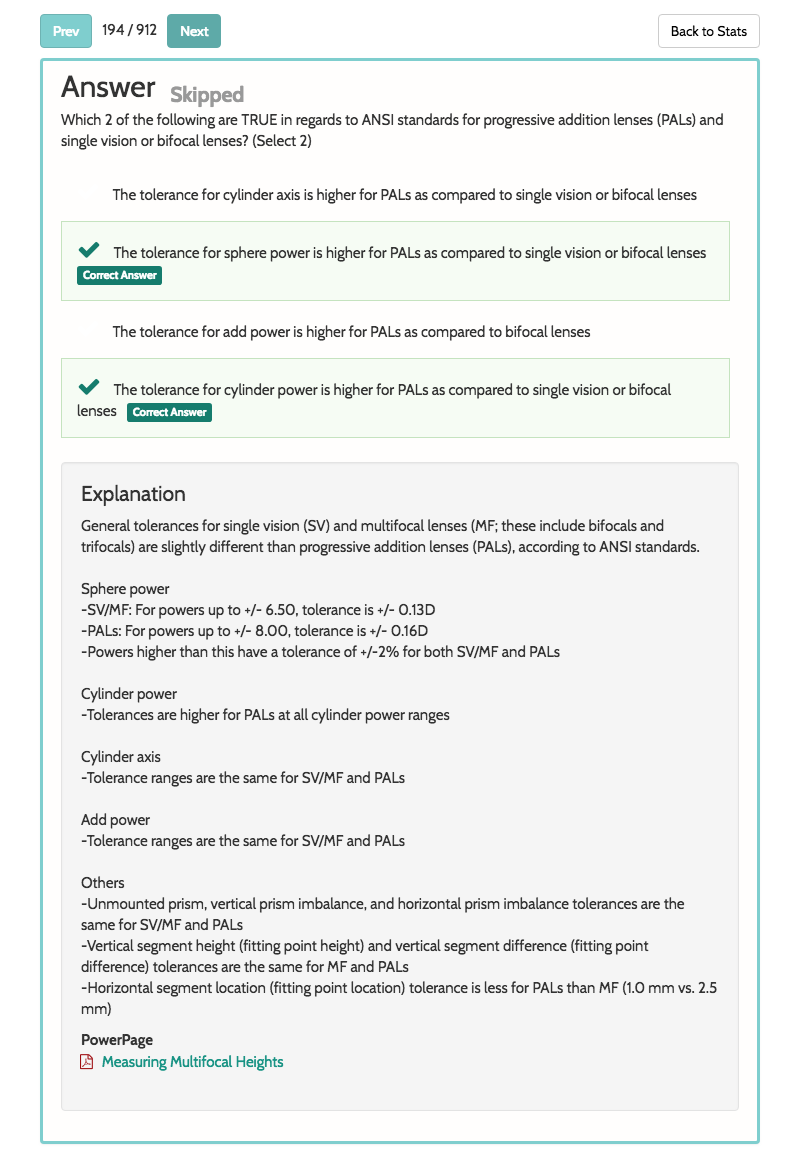 Prev 194 / 912 Next Back to Stats
Answer Skipped
Which 2 of the following are TRUE in regards to ANSI standards for progressive addition lenses (PALs) and
single vision or bifocal lenses? (Select 2)
The tolerance for cylinder axis is higher for PALs as compared to single vision or bifocal lenses
The tolerance for sphere power is higher for PALs as compared to single vision or bifocal lenses
Correct Answer
The tolerance for add power is higher for PALs as compared to bifocal lenses
The tolerance for cylinder power is higher for PALs as compared to single vision or bifocal
lenses Correct Answer
Explanation
General tolerances for single vision (SV) and multifocal lenses (MF; these include bifocals and
trifocals) are slightly different than progressive addition lenses (PALs), according to ANSI standards.
Sphere power
-SV/MF: For powers up to +/- 6.50, tolerance is +/- 0.13D
-PALs: For powers up to +/- 8.00, tolerance is +/- 0.16D
-Powers higher than this have a tolerance of +/-2% for both SV/MF and PALs
Cylinder power
-Tolerances are higher for PALs at all cylinder power ranges
Cylinder axis
-Tolerance ranges are the same for SV/MF and PALs
Add power
-Tolerance ranges are the same for SV/MF and PALs
Others
-Unmounted prism, vertical prism imbalance, and horizontal prism imbalance tolerances are the
same for SV/MF and PALs
-Vertical segment height (fitting point height) and vertical segment difference (fitting point
difference) tolerances are the same for MF and PALs
-Horizontal segment location (fitting point location) tolerance is less for PALs than MF (1.0 mm vs. 2.5
mm)
PowerPage
Measuring Multifocal Heights